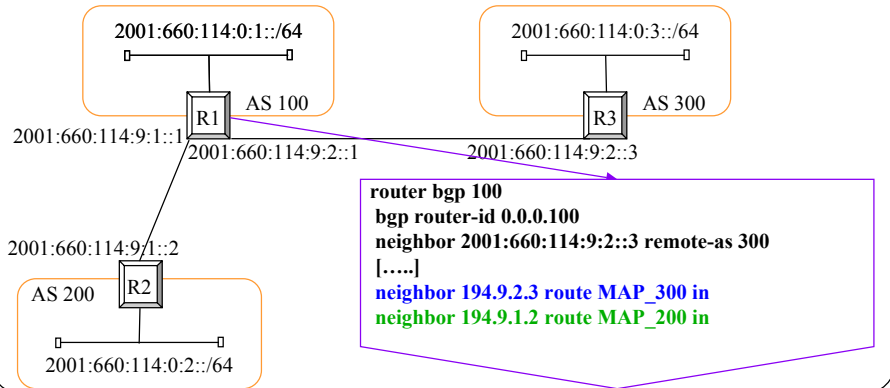 2001:660:114:0:1::/64
2001:660:114:0:3::/64
R1
AS 100
R3
AS 300
2001:660:114:9:1::1
2001:660:114:9:2::1
2001:660:114:9:2::3
router bgp 100
bgp router-id 0.0.0.100
neighbor 2001:660:114:9:2::3 remote-as 300
[…..]
neighbor 194.9.2.3 route MAP_300 in
neighbor 194.9.1.2 route MAP_200 in
2001:660:114:9:1::2
AS 200
R2
2001:660:114:0:2::/64